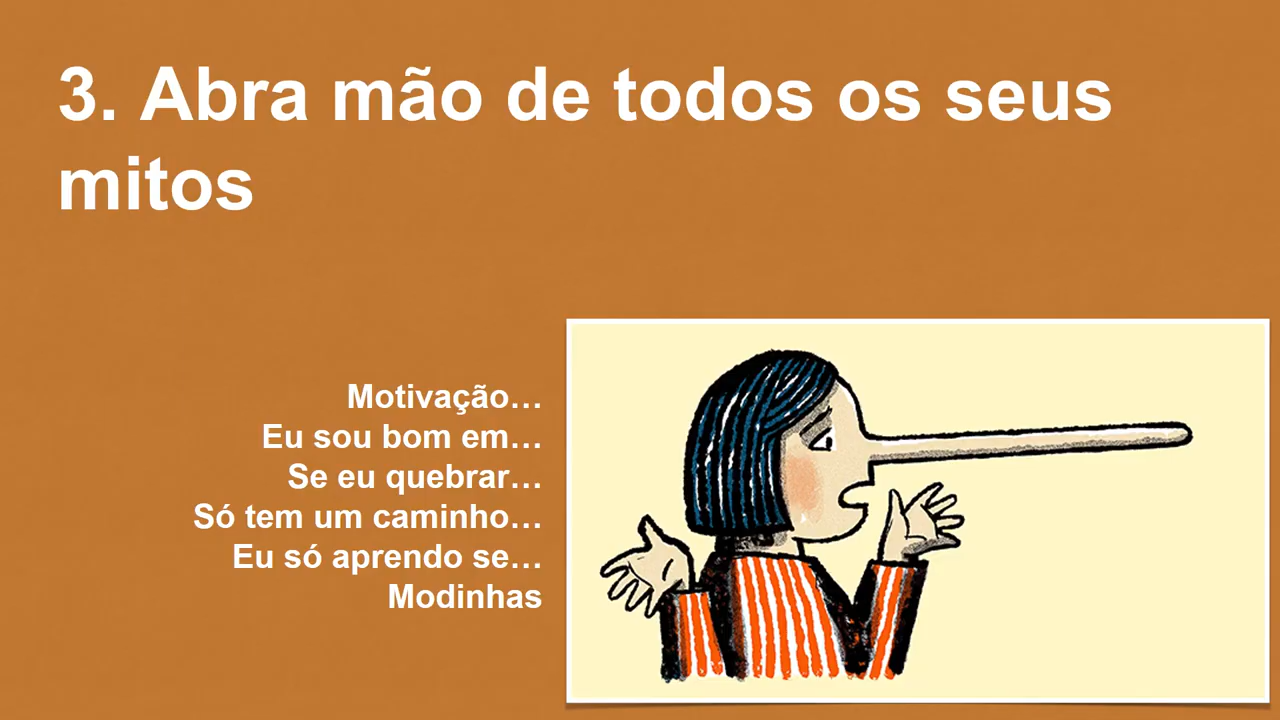 3. Abra mão de todos os seus
mitos
Motivação…
Eu sou bom em…
Se eu quebrar…
Só tem um caminho…
Eu só aprendo se…
Modinhas